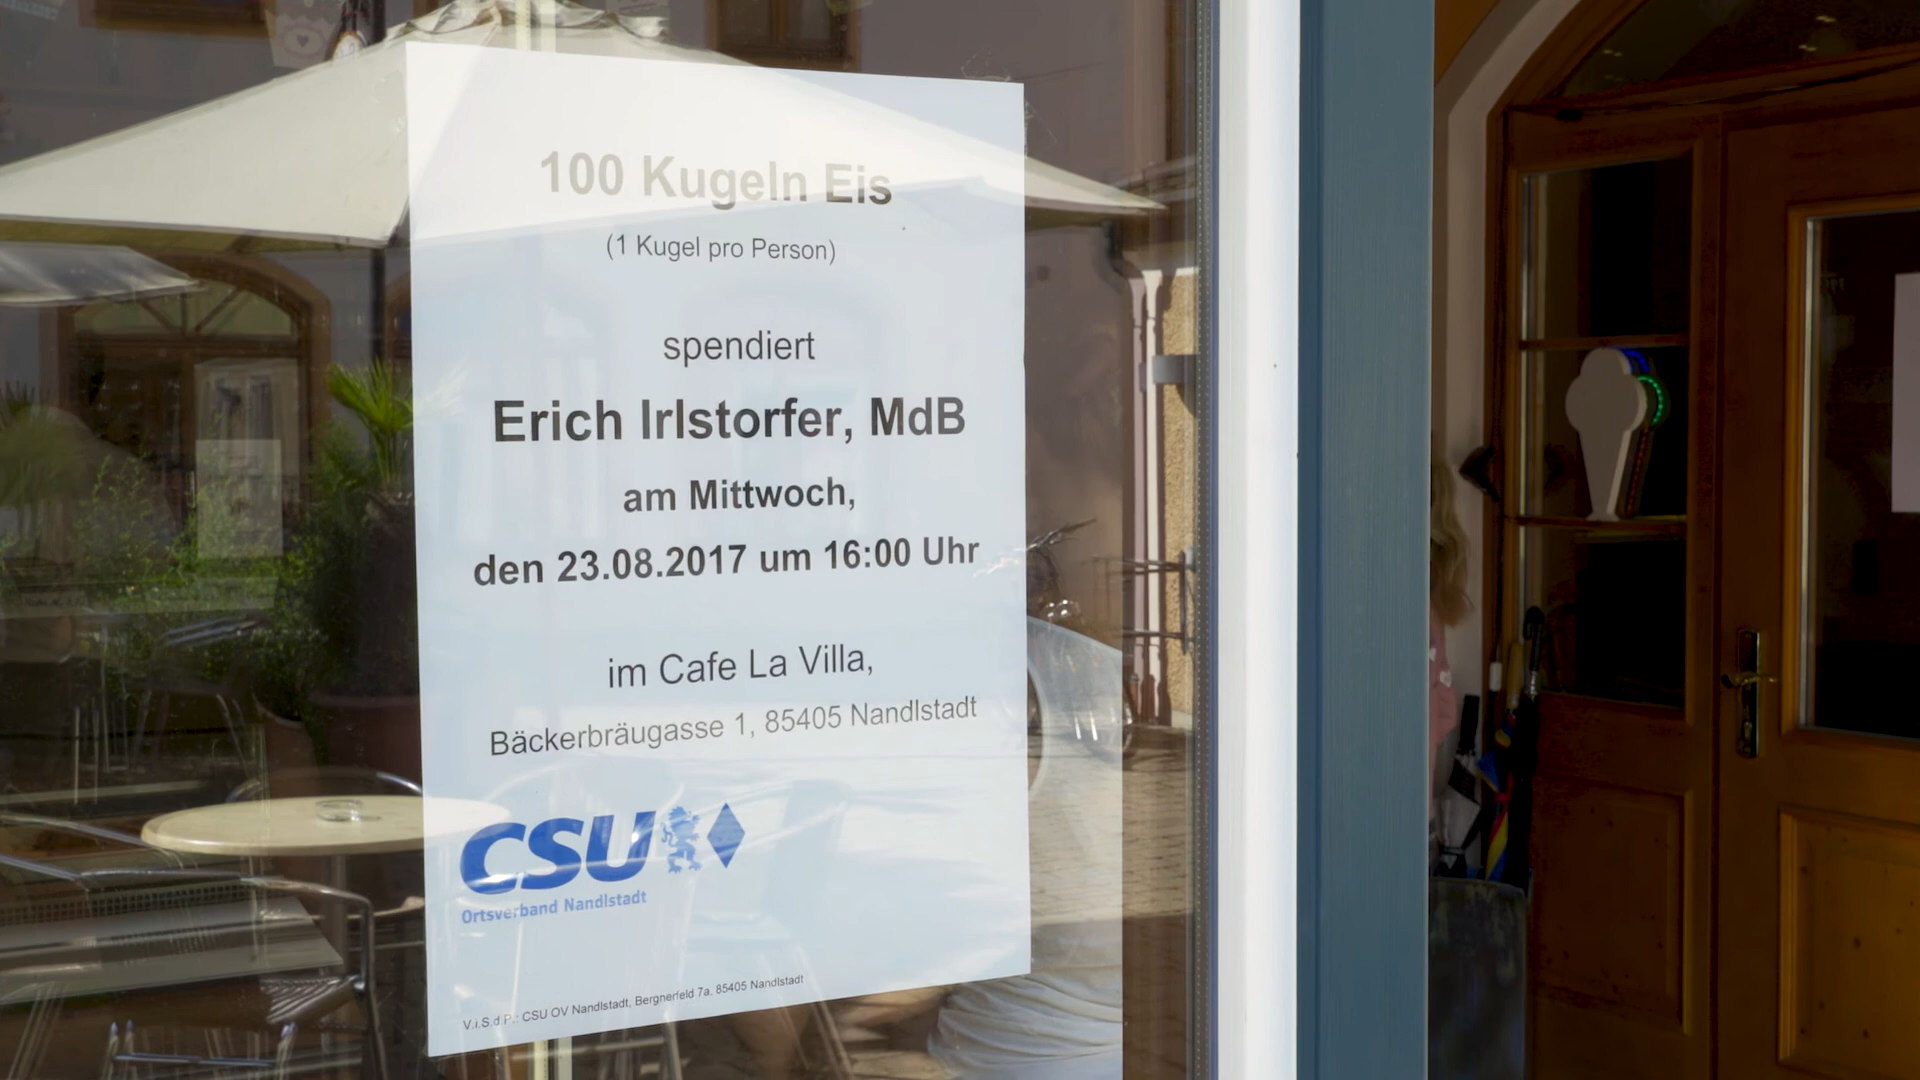 100 Kugeln Eis
(1 Kugel pro Person)
spendiert
Erich Irlstorfer, MdB
am Mittwoch,
den 23.08.2017 um 16:00 Uhr
im Cafe La Villa,
Bäckerbräugasse 1, 85405 Nandlstadt
CSU
Ortsverband Nandlstadt
V.i.S.d.P.: CSU OV Nandlstadt, Bergnerfeld 7a, 85405 Nandlstadt